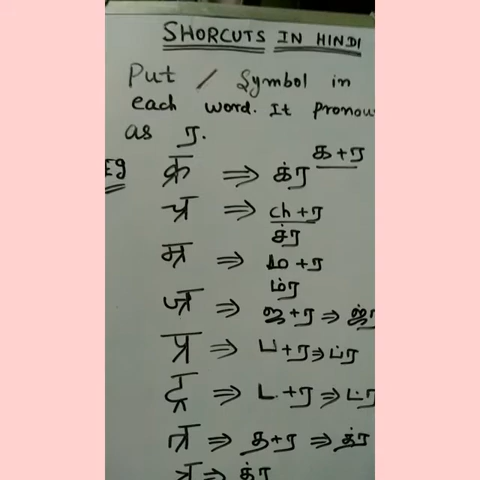 SHORCUTS IN HINDI
Put / Symbol in
each word. It Pronou
as ர.
Eg क्र ⇒ க்ர க+ர
च्र ⇒ ch+ர
ச்ர
म्र ⇒ ம+ர
ம்ர
ज्र ⇒ ஜ+ர ⇒ ஜ்ர
प्र ⇒ ப+ர ⇒ ப்ர
ट्र ⇒ ட+ர ⇒ ட்ர
त्र ⇒ த+ர ⇒ த்ர
⇒ த்ர